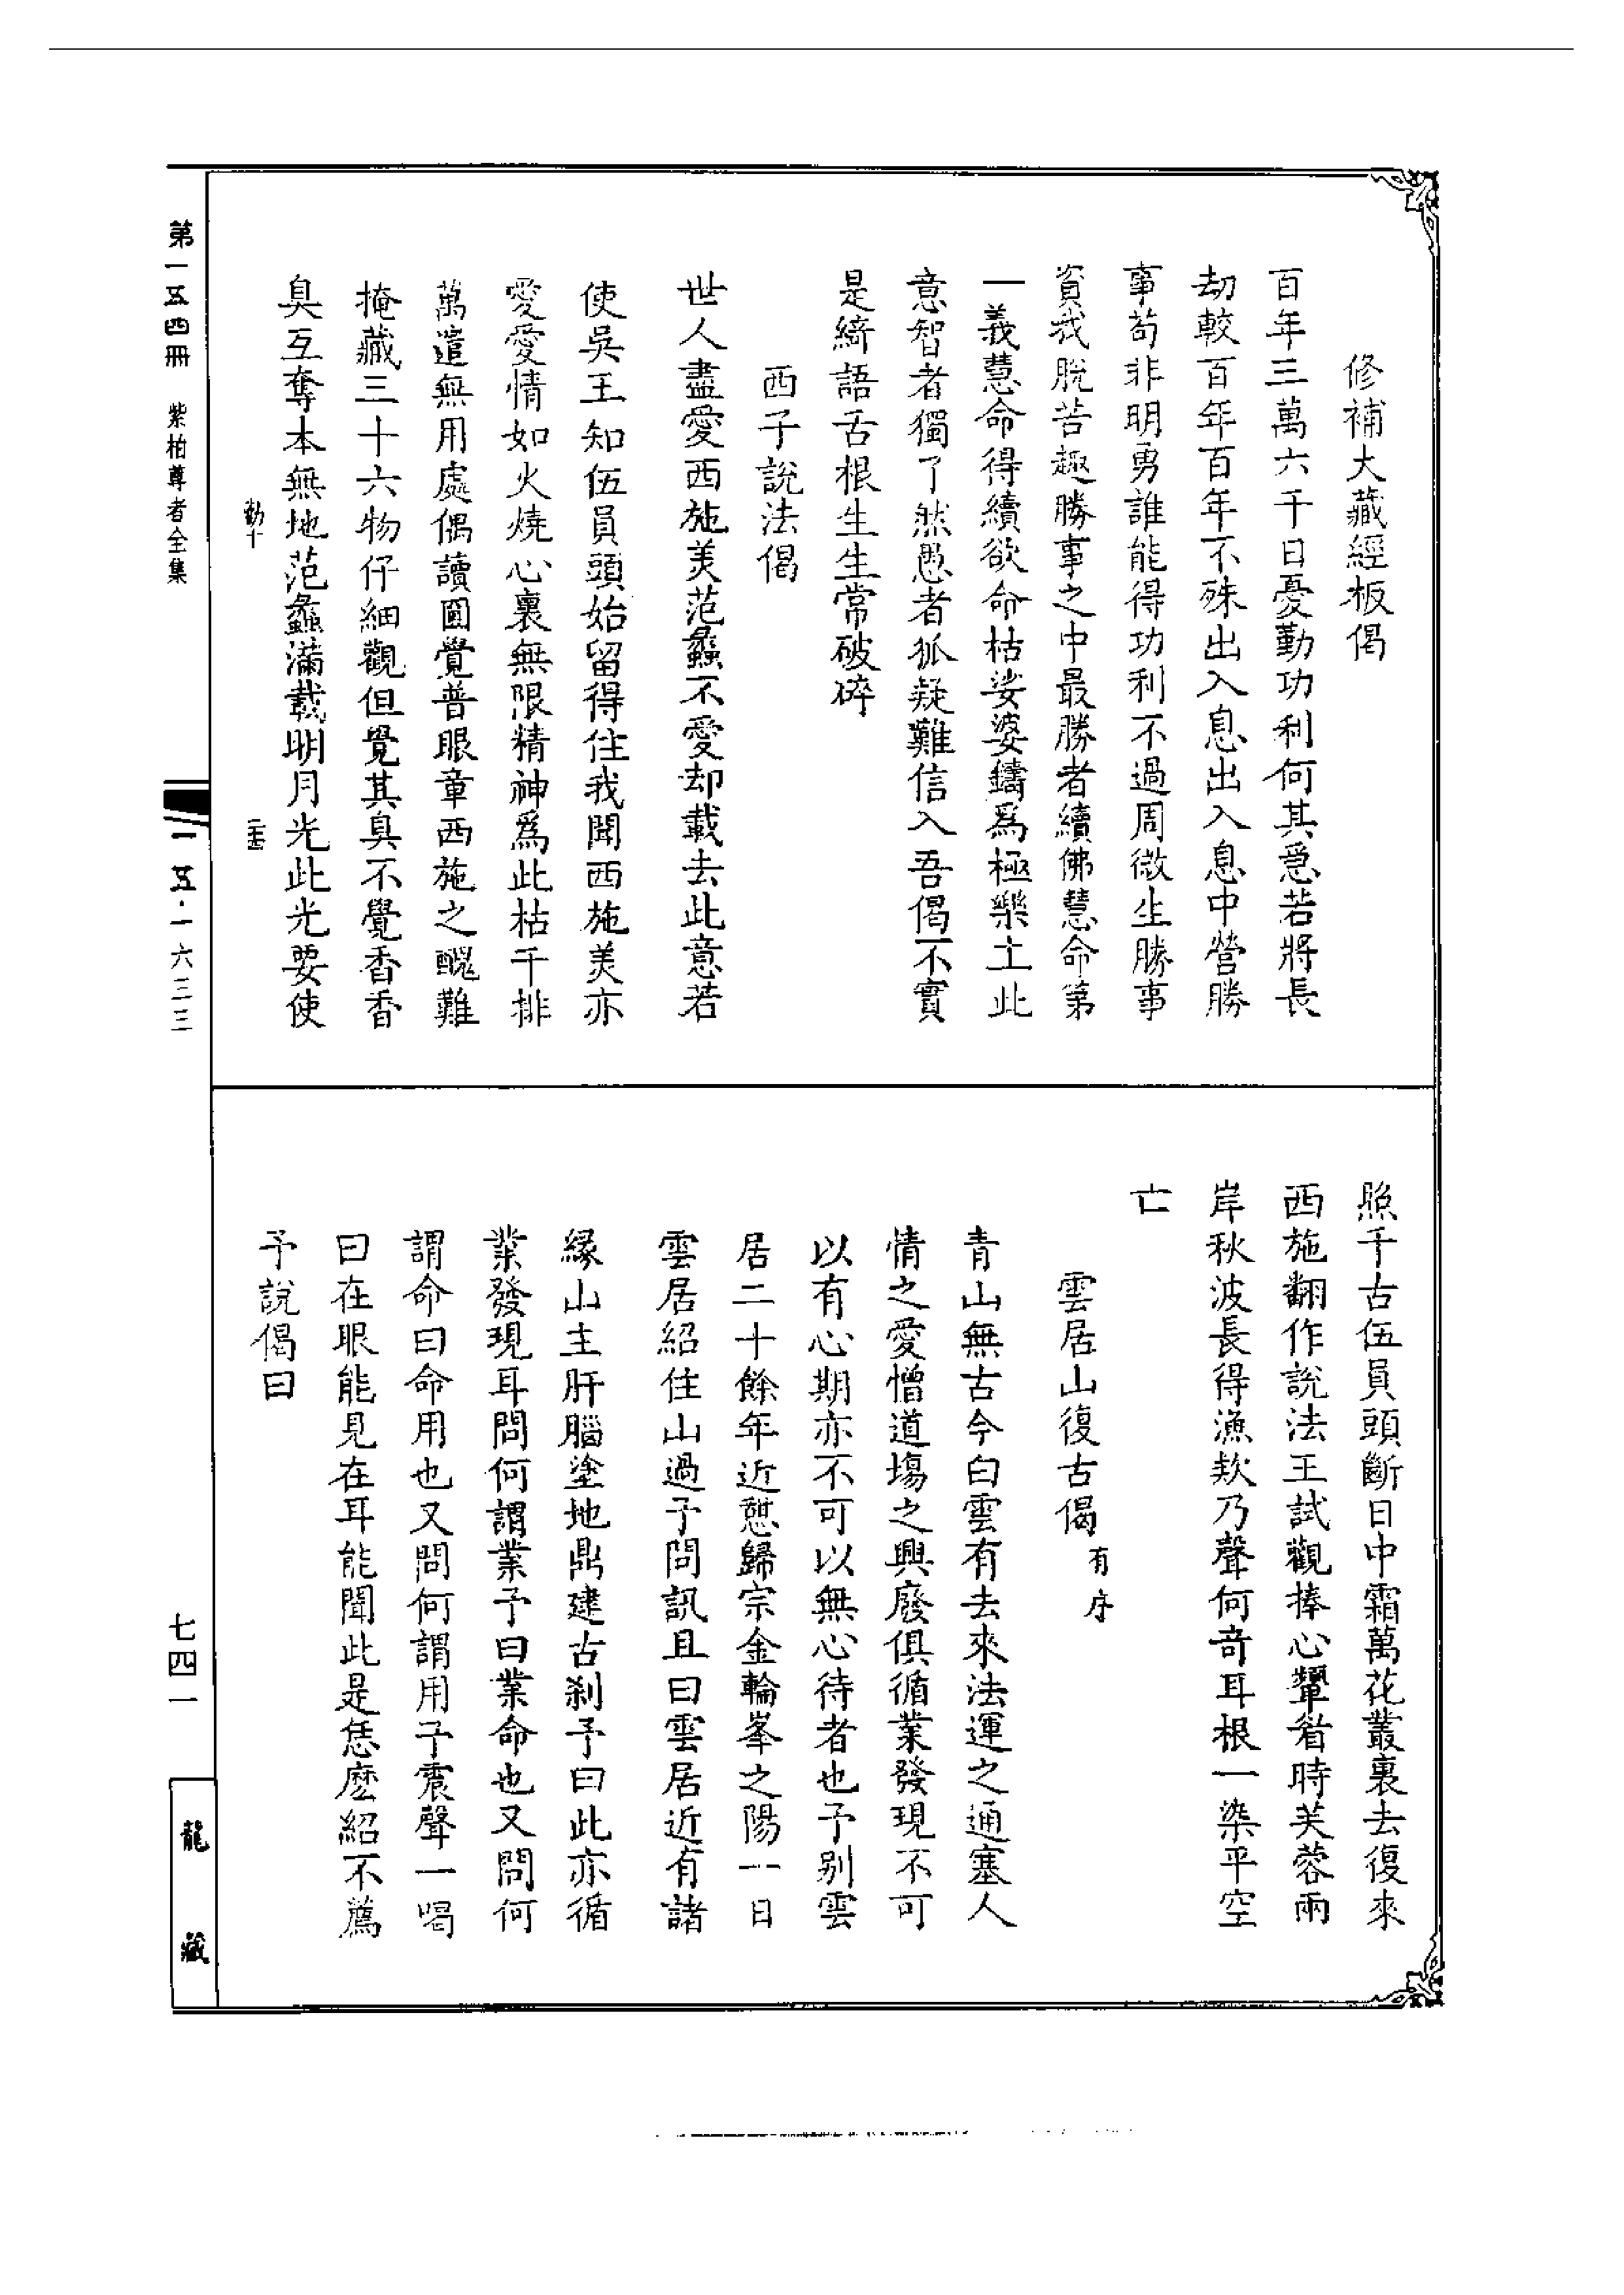 修補大藏經板偈
百年三萬六千日憂勤功利何其急若將長
劫較百年百年不殊出入息出入息中營勝
事苟非明勇誰能得功利不過周微生勝事
資我脫苦趣勝事之中最勝者續佛慧命第
一義慧命得續欲命枯娑婆鑄爲極樂土此
意智者獨了然愚者狐疑難信入吾偈不實
是綺語舌根生生常破碎
西子說法偈
世人盡愛西施美范蠡不愛却載去此意若
使吳王知伍員頭始留得住我聞西施美亦
愛愛情如火燒心裏無限精神爲此枯千排
萬遣無用處偶讀圓覺普眼章西施之醜難
掩藏三十六物仔細觀但覺其臭不覺香香
臭互奪本無地范蠡滿載明月光此光要使
勤十
照千古伍員頭斷日中霜萬花叢裏去復來
西施翻作說法王試觀捧心顰眉時芙蓉兩
岸秋波長得漁欸乃聲何奇耳根一染平空
亡
雲居山復古偈有序
青山無古今白雲有去來法運之通塞人
情之愛憎道場之興廢俱循業發現不可
以有心期亦不可以無心待者也予別雲
居二十餘年近憩歸宗金輪峯之陽一日
雲居紹住山過予問訊且曰雲居近有諸
緣山主肝腦塗地鼎建古剎予曰此亦循
業發現耳問何謂業予曰業命也又問何
謂命曰命用也又問何謂用予震聲一喝
曰在眼能見在耳能聞此是恁麼紹不薦
予說偈曰
第一五四冊 紫柏尊者全集
一五·一六三三
七四一
龍藏